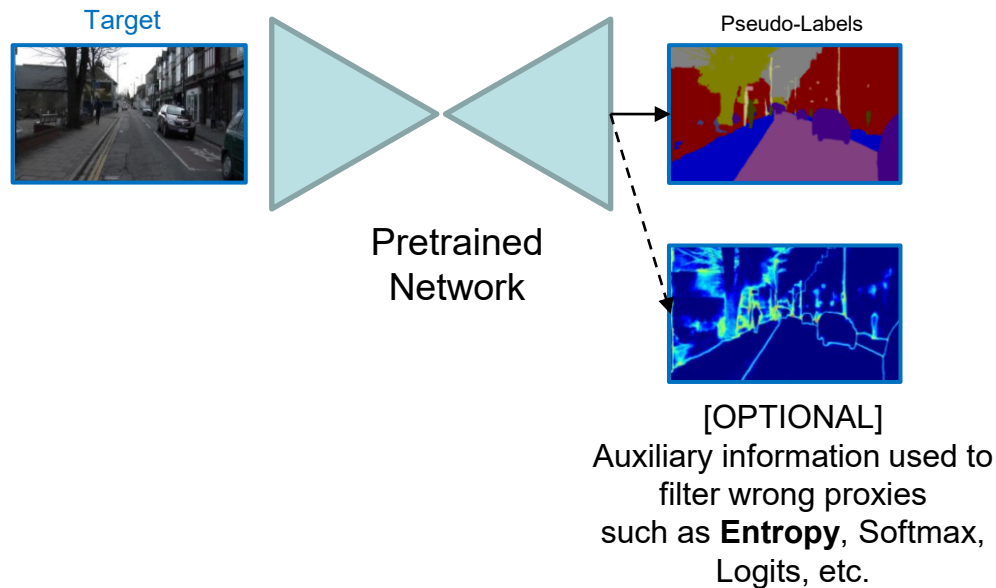 Target
Pseudo-Labels
Pretrained
Network
[OPTIONAL]
Auxiliary information used to
filter wrong proxies
such as Entropy, Softmax,
Logits, etc.